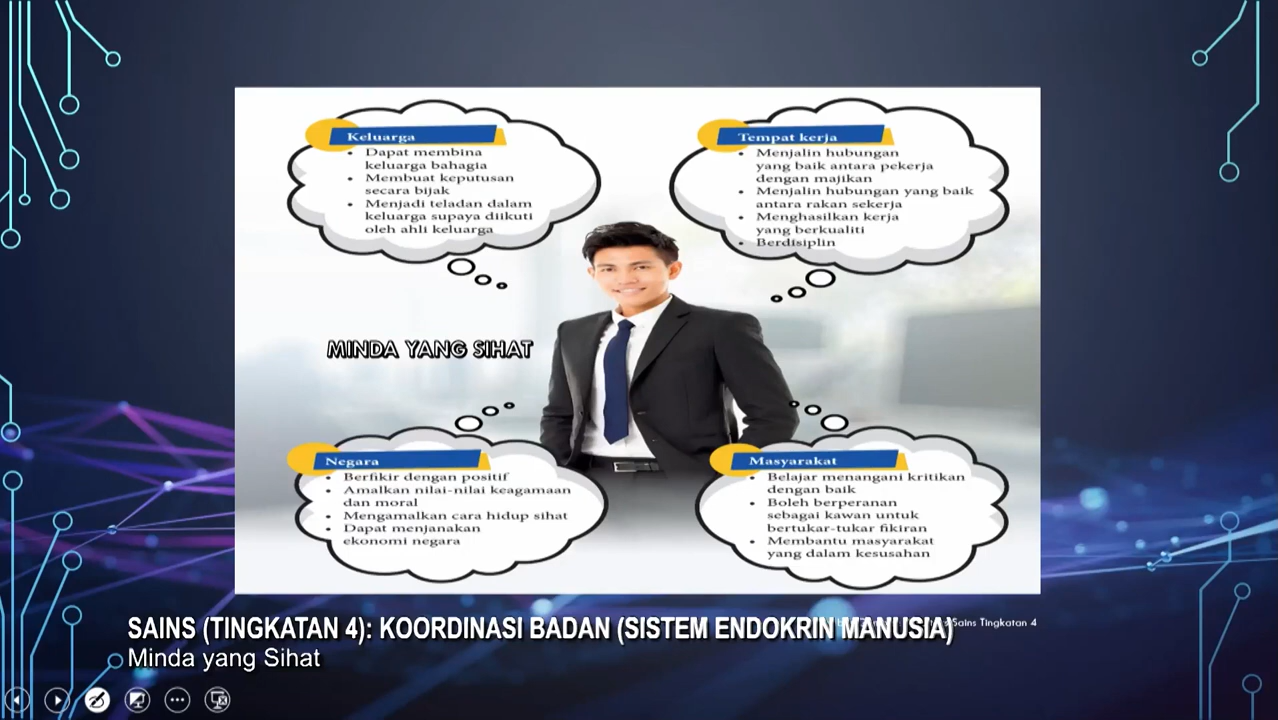 Keluarga
• Dapat membina
keluarga bahagia
• Membuat keputusan
secara bijak
• Menjadi teladan dalam
keluarga supaya diikuti
oleh ahli keluarga
Tempat kerja
• Menjalin hubungan
yang baik antara pekerja
dengan majikan
• Menjalin hubungan yang baik
antara rakan sekerja
• Menghasilkan kerja
yang berkualiti
• Berdisiplin
MINDA YANG SIHAT
Negara
• Berfikir dengan positif
• Amalkan nilai-nilai keagamaan
dan moral
• Mengamalkan cara hidup sihat
• Dapat menjanakan
ekonomi negara
Masyarakat
• Belajar menangani kritikan
dengan baik
• Boleh berperanan
sebagai kawan untuk
bertukar-tukar fikiran
• Membantu masyarakat
yang dalam kesusahan
SAINS (TINGKATAN 4): KOORDINASI BADAN (SISTEM ENDOKRIN MANUSIA)
Sains Tingkatan 4
Minda yang Sihat